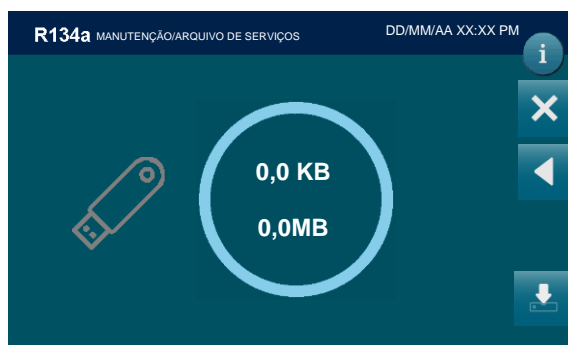 R134a MANUTENÇÃO/ARQUIVO DE SERVIÇOS DD/MM/AA XX:XX PM
i
0,0 KB
0,0MB